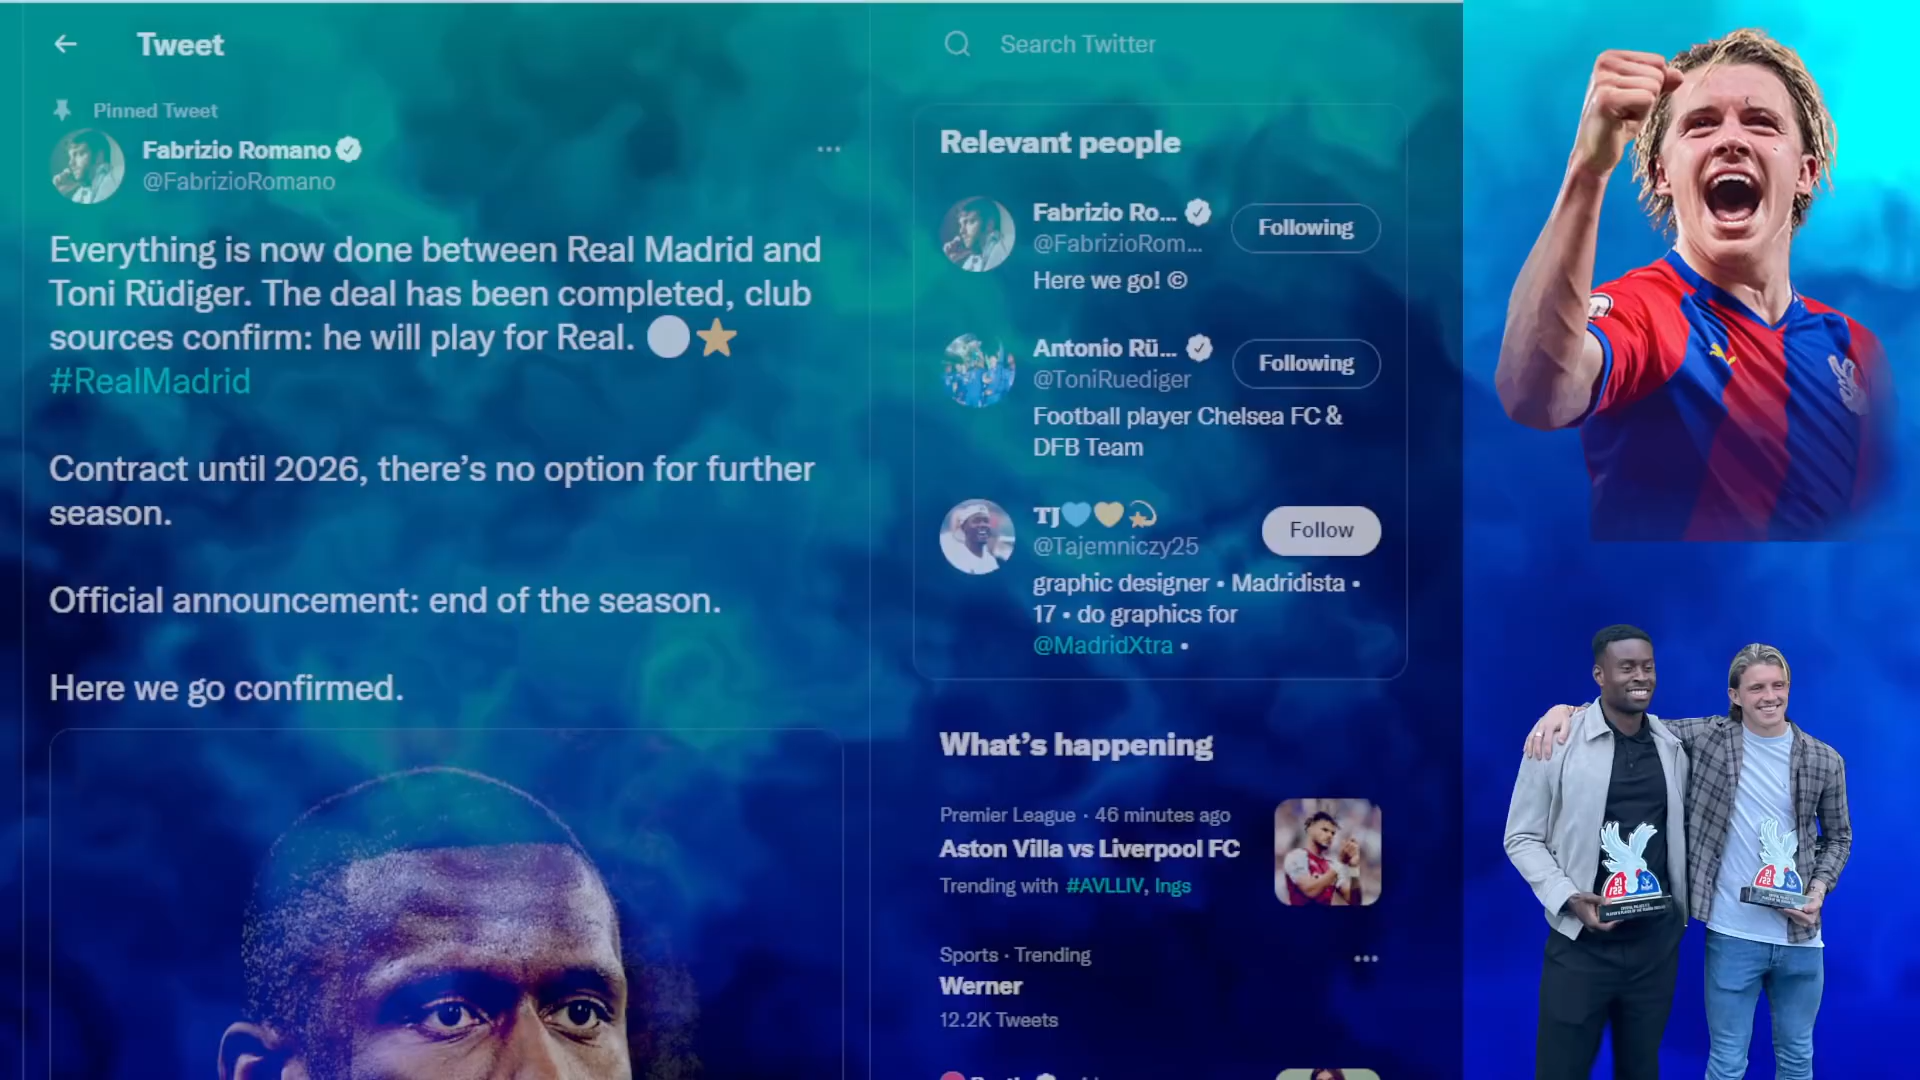 Tweet
Pinned Tweet
Fabrizio Romano
@FabrizioRomano
Everything is now done between Real Madrid and
Toni Rüdiger. The deal has been completed, club
sources confirm: he will play for Real.
#RealMadrid
Contract until 2026, there’s no option for further
season.
Official announcement: end of the season.
Here we go confirmed.
Search Twitter
Relevant people
Fabrizio Ro...
@FabrizioRom...
Following
Here we go! ©
Antonio Rü...
@ToniRuediger
Following
Football player Chelsea FC &
DFB Team
TJ
@Tajemniczy25
Follow
graphic designer • Madridista •
17 • do graphics for
@MadridXtra •
What’s happening
Premier League · 46 minutes ago
Aston Villa vs Liverpool FC
Trending with #AVLLIV, Ings
Sports · Trending
Werner
12.2K Tweets
21
/22
21
/22